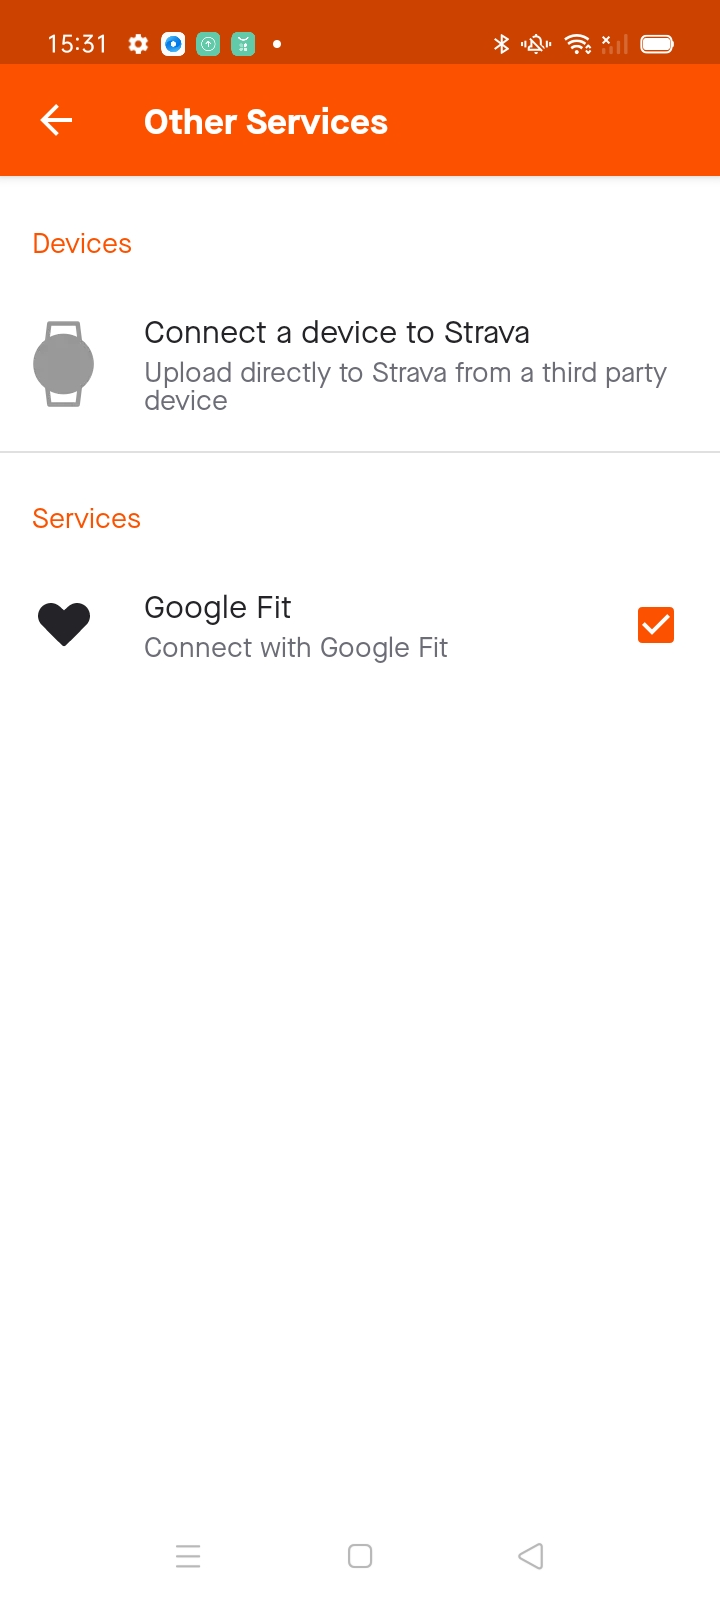 15:31
Other Services
Devices
Connect a device to Strava
Upload directly to Strava from a third party
device
Services
Google Fit
Connect with Google Fit